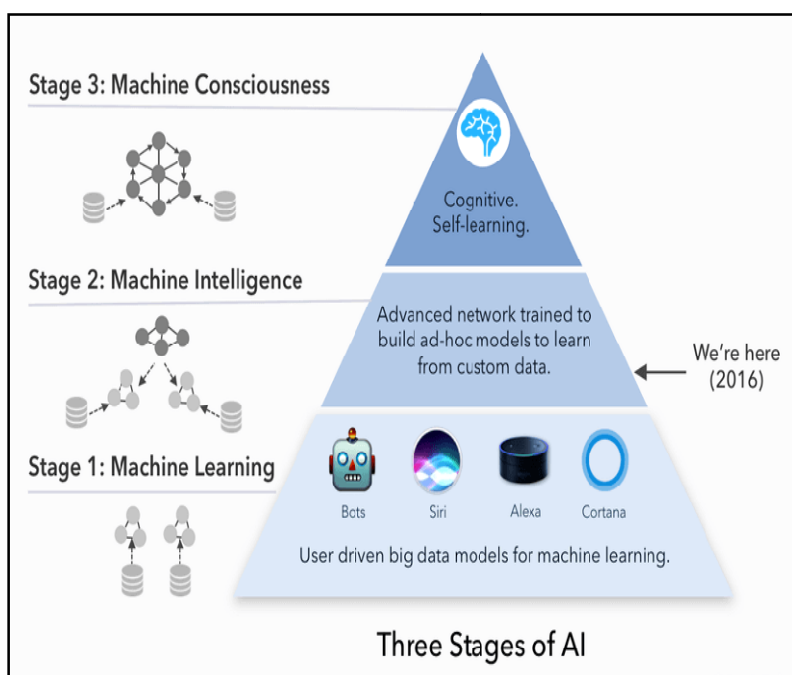 Stage 3: Machine Consciousness
Cognitive.
Self-learning.
Stage 2: Machine Intelligence
Advanced network trained to
build ad-hoc models to learn
from custom data.
We're here
(2016)
Stage 1: Machine Learning
Bots
Siri
Alexa
Cortana
User driven big data models for machine learning.
Three Stages of AI